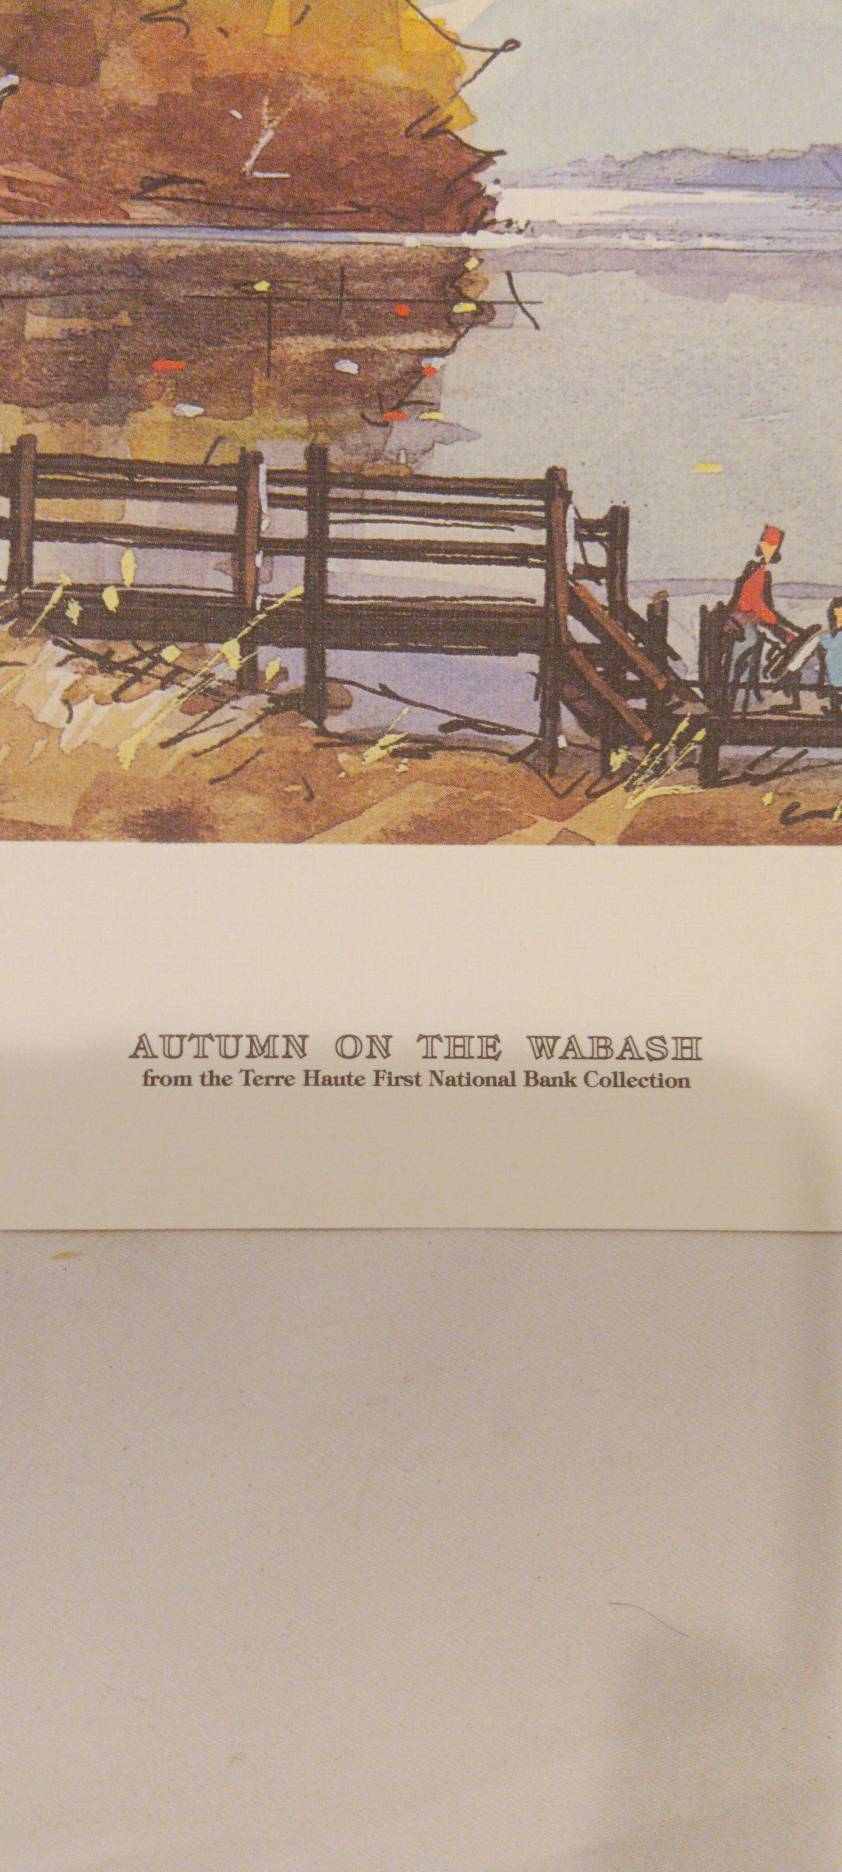 AUTUMN ON THE WABASH
from the Terre Haute First National Bank Collection